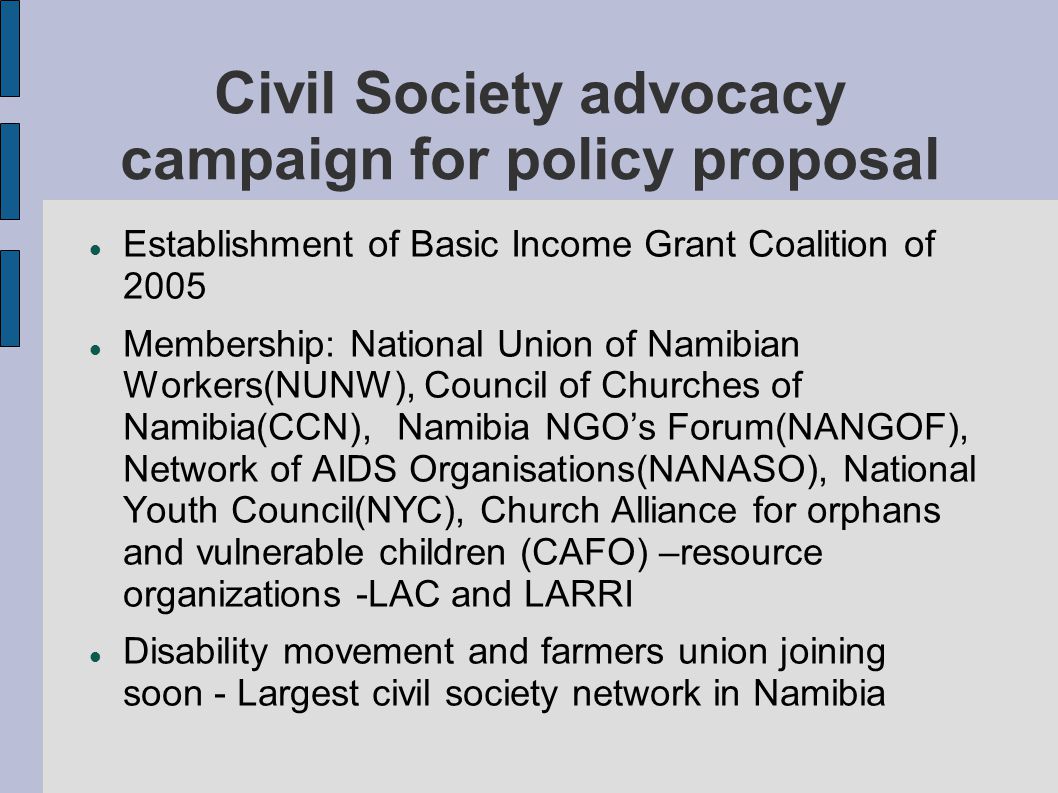 Civil Society advocacy
campaign for policy proposal
● Establishment of Basic Income Grant Coalition of
2005
● Membership: National Union of Namibian
Workers(NUNW), Council of Churches of
Namibia(CCN),  Namibia NGO’s Forum(NANGOF),
Network of AIDS Organisations(NANASO), National
Youth Council(NYC), Church Alliance for orphans
and vulnerable children (CAFO) –resource
organizations -LAC and LARRI
● Disability movement and farmers union joining
soon - Largest civil society network in Namibia